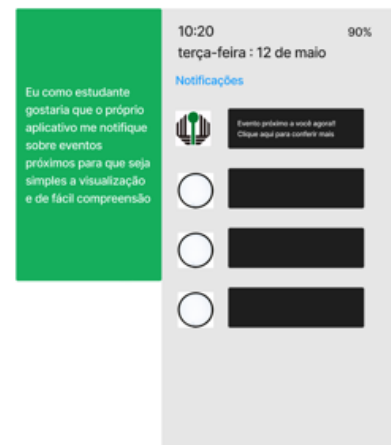 Eu como estudante
gostaria que o próprio
aplicativo me notifique
sobre eventos
próximos para que seja
simples a visualização
e de fácil compreensão
10:20
90%
terça-feira : 12 de maio
Notificações
Evento próximo a você agora!!
Clique aqui para conferir mais